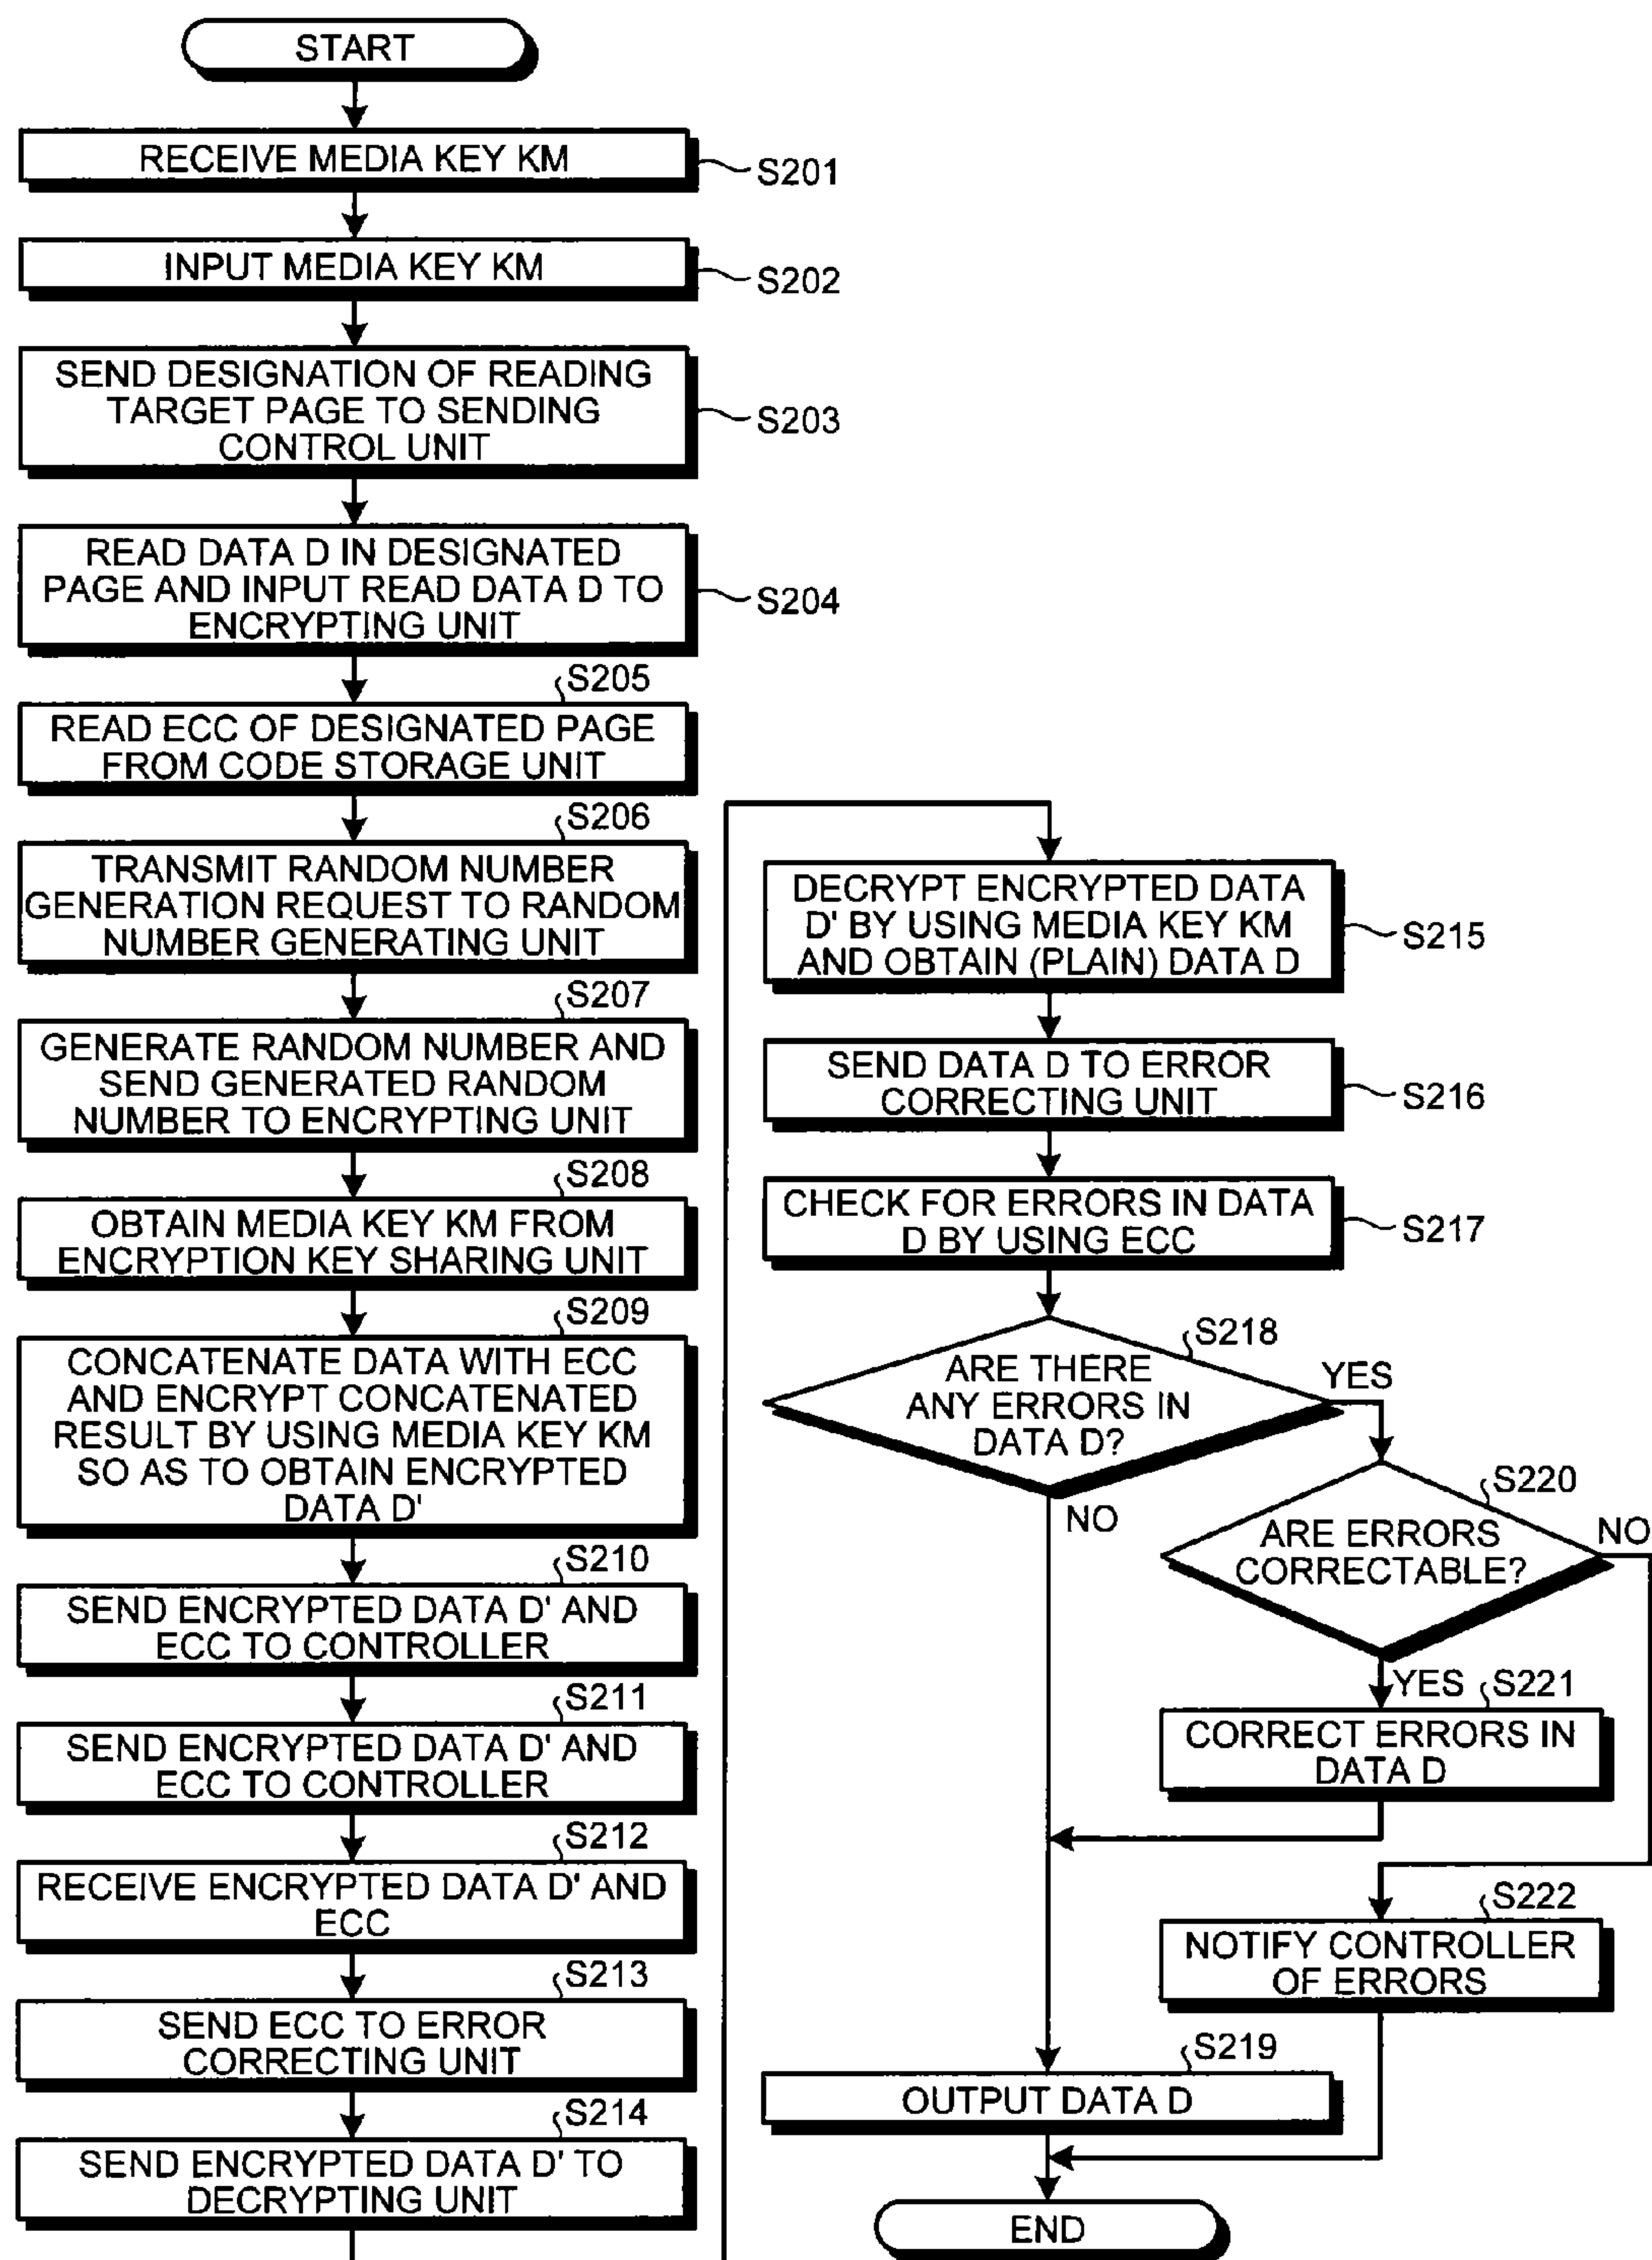 START
RECEIVE MEDIA KEY KM
S201
INPUT MEDIA KEY KM
S202
SEND DESIGNATION OF READING
TARGET PAGE TO SENDING
CONTROL UNIT
S203
READ DATA D IN DESIGNATED
PAGE AND INPUT READ DATA D TO
ENCRYPTING UNIT
S204
S205
READ ECC OF DESIGNATED PAGE
FROM CODE STORAGE UNIT
S206
TRANSMIT RANDOM NUMBER
GENERATION REQUEST TO RANDOM
NUMBER GENERATING UNIT
S207
GENERATE RANDOM NUMBER AND
SEND GENERATED RANDOM
NUMBER TO ENCRYPTING UNIT
S208
OBTAIN MEDIA KEY KM FROM
ENCRYPTION KEY SHARING UNIT
S209
CONCATENATE DATA WITH ECC
AND ENCRYPT CONCATENATED
RESULT BY USING MEDIA KEY KM
SO AS TO OBTAIN ENCRYPTED
DATA D'
S210
SEND ENCRYPTED DATA D' AND
ECC TO CONTROLLER
S211
SEND ENCRYPTED DATA D' AND
ECC TO CONTROLLER
S212
RECEIVE ENCRYPTED DATA D' AND
ECC
S213
SEND ECC TO ERROR
CORRECTING UNIT
S214
SEND ENCRYPTED DATA D' TO
DECRYPTING UNIT
DECRYPT ENCRYPTED DATA
D' BY USING MEDIA KEY KM
AND OBTAIN (PLAIN) DATA D
S215
SEND DATA D TO ERROR
CORRECTING UNIT
S216
CHECK FOR ERRORS IN DATA
D BY USING ECC
S217
S218
ARE THERE
ANY ERRORS IN
DATA D?
YES
NO
S220
ARE ERRORS
CORRECTABLE?
NO
YES
S221
CORRECT ERRORS IN
DATA D
S222
NOTIFY CONTROLLER
OF ERRORS
S219
OUTPUT DATA D
END